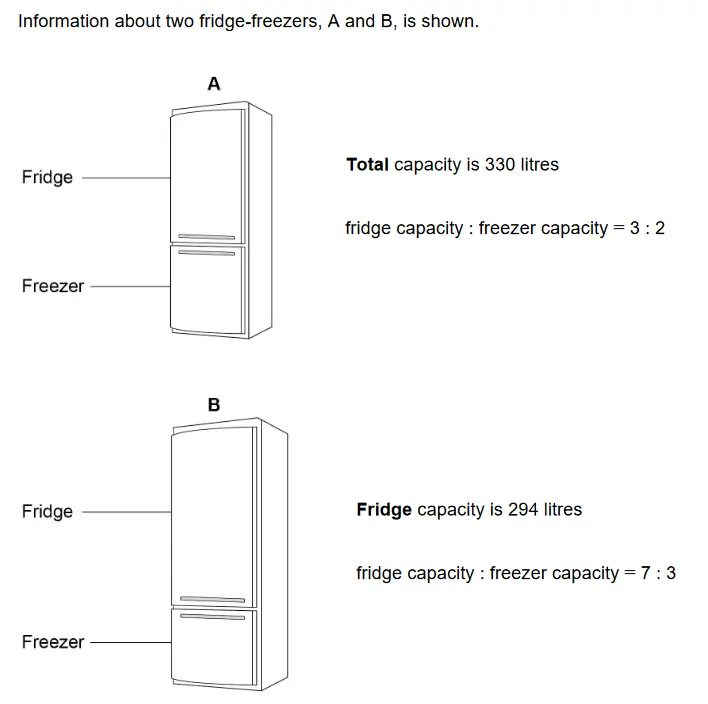 Information about two fridge-freezers, A and B, is shown.
A
Fridge
Total capacity is 330 litres
fridge capacity : freezer capacity = 3 : 2
Freezer
B
Fridge
Fridge capacity is 294 litres
fridge capacity : freezer capacity = 7 : 3
Freezer